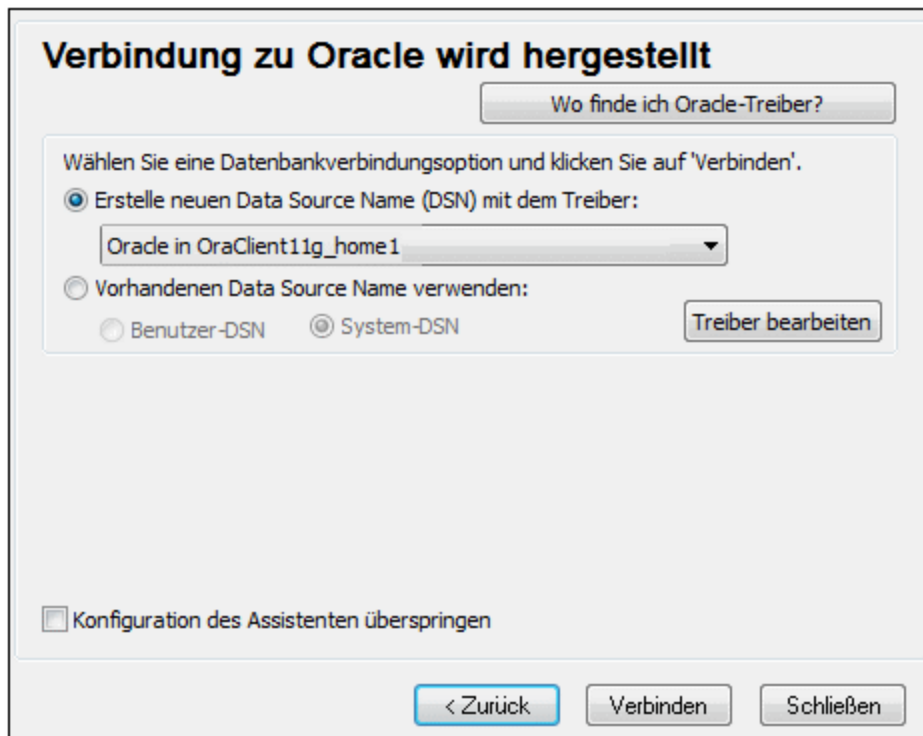 Verbindung zu Oracle wird hergestellt
Wo finde ich Oracle-Treiber?
Wählen Sie eine Datenbankverbindungsoption und klicken Sie auf 'Verbinden'.
Erstelle neuen Data Source Name (DSN) mit dem Treiber:
Oracle in OraClient11g_home1
Vorhandenen Data Source Name verwenden:
Benutzer-DSN System-DSN Treiber bearbeiten
Konfiguration des Assistenten überspringen
< Zurück Verbinden Schließen